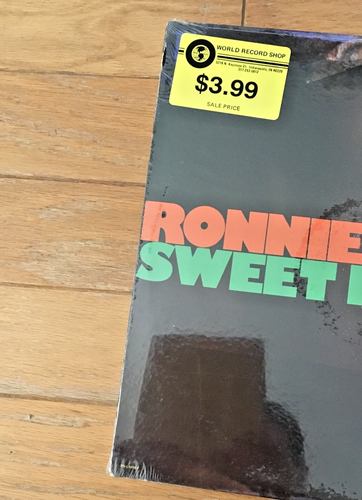 WORLD RECORD SHOP
$3.99
SALE PRICE
RONNIE
SWEET